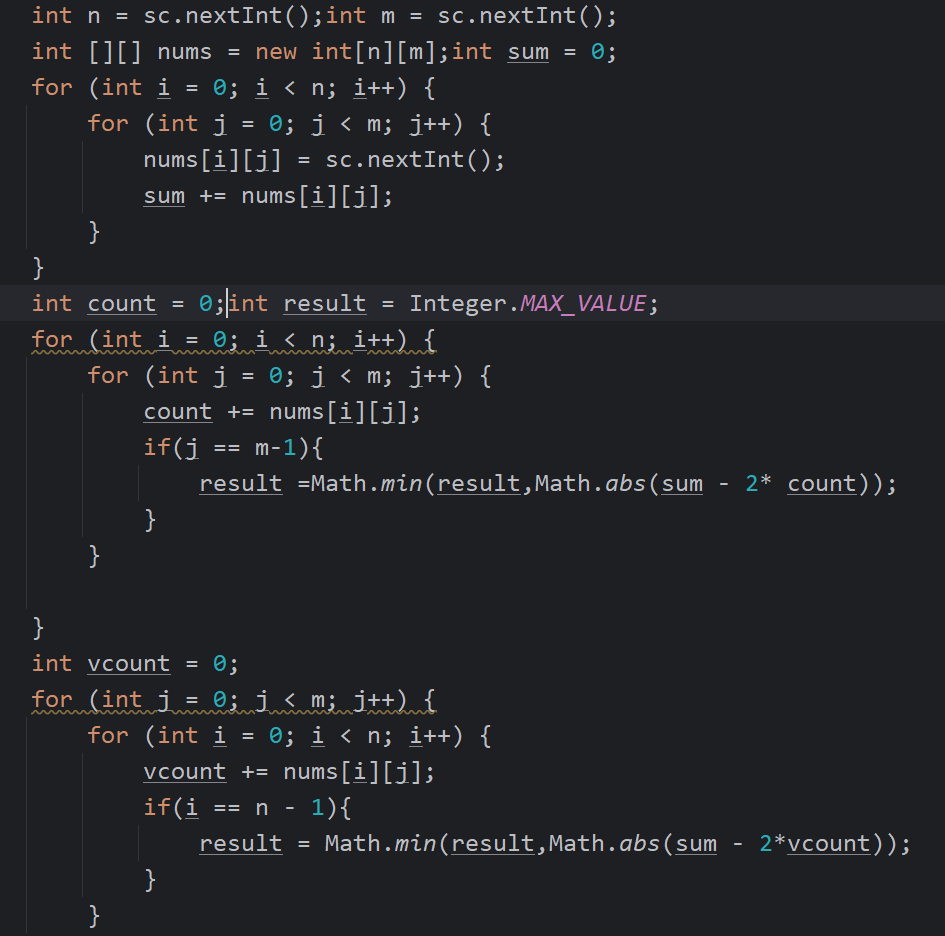 int n = sc.nextInt();int m = sc.nextInt();
int [][] nums = new int[n][m];int sum = 0;
for (int i = 0; i < n; i++) {
    for (int j = 0; j < m; j++) {
        nums[i][j] = sc.nextInt();
        sum += nums[i][j];
    }
}
int count = 0;int result = Integer.MAX_VALUE;
for (int i = 0; i < n; i++) {
    for (int j = 0; j < m; j++) {
        count += nums[i][j];
        if(j == m-1){
            result =Math.min(result,Math.abs(sum - 2* count));
        }
    }

}
int vcount = 0;
for (int j = 0; j < m; j++) {
    for (int i = 0; i < n; i++) {
        vcount += nums[i][j];
        if(i == n - 1){
            result = Math.min(result,Math.abs(sum - 2*vcount));
        }
    }